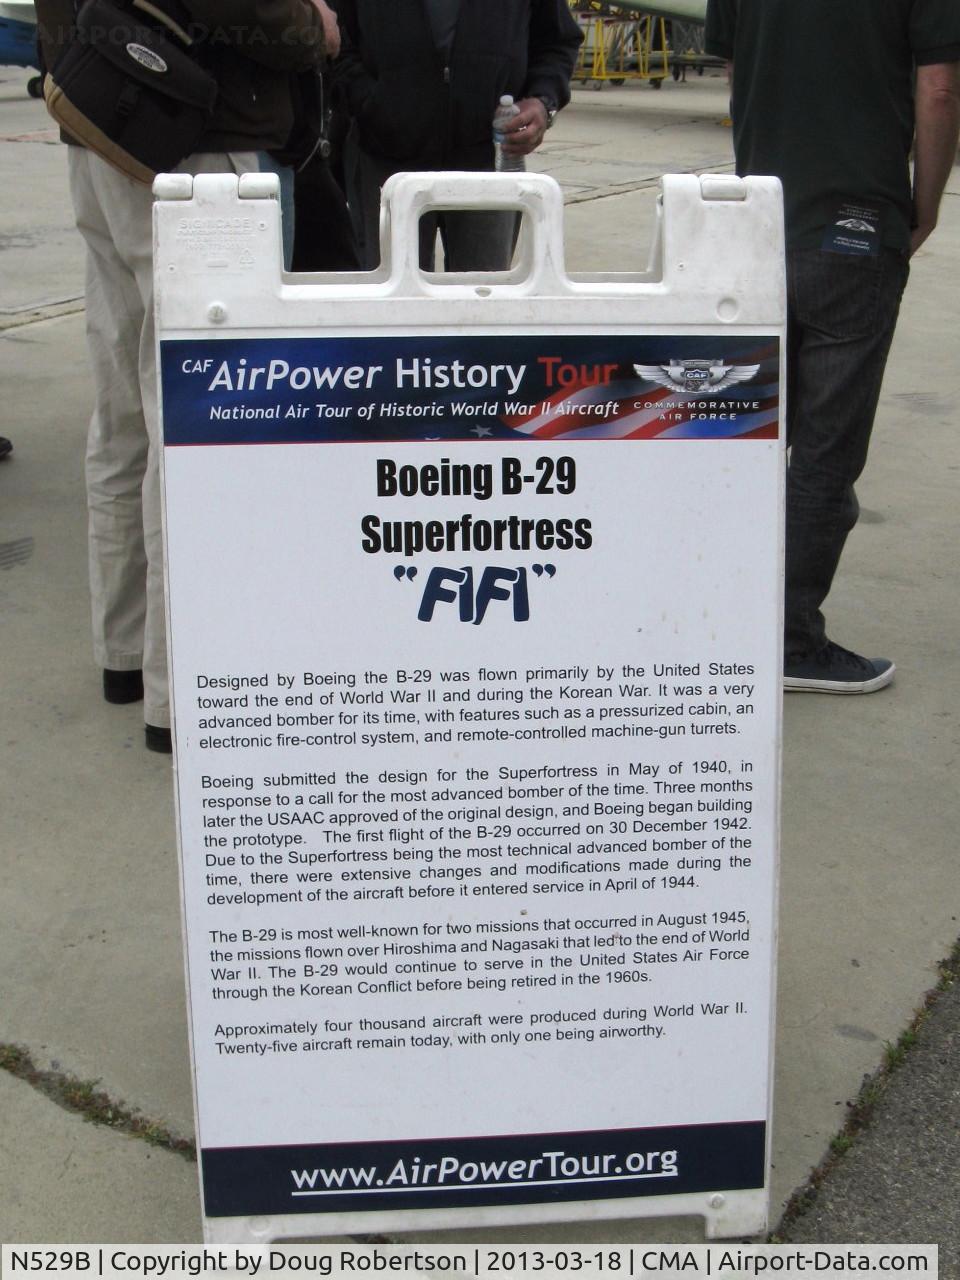 AIRPORT-DATA.COM
SIGNICADE
CAF AirPower History Tour
National Air Tour of Historic World War II Aircraft
CAF
COMMEMORATIVE
AIR FORCE
Boeing B-29
Superfortress
"FIFI"
Designed by Boeing the B-29 was flown primarily by the United States
toward the end of World War II and during the Korean War. It was a very
advanced bomber for its time, with features such as a pressurized cabin, an
electronic fire-control system, and remote-controlled machine-gun turrets.
Boeing submitted the design for the Superfortress in May of 1940, in
response to a call for the most advanced bomber of the time. Three months
later the USAAC approved of the original design, and Boeing began building
the prototype. The first flight of the B-29 occurred on 30 December 1942.
Due to the Superfortress being the most technical advanced bomber of the
time, there were extensive changes and modifications made during the
development of the aircraft before it entered service in April of 1944.
The B-29 is most well-known for two missions that occurred in August 1945,
the missions flown over Hiroshima and Nagasaki that led to the end of World
War II. The B-29 would continue to serve in the United States Air Force
through the Korean Conflict before being retired in the 1960s.
Approximately four thousand aircraft were produced during World War II.
Twenty-five aircraft remain today, with only one being airworthy.
www.AirPowerTour.org
N529B | Copyright by Doug Robertson | 2013-03-18 | CMA | Airport-Data.com